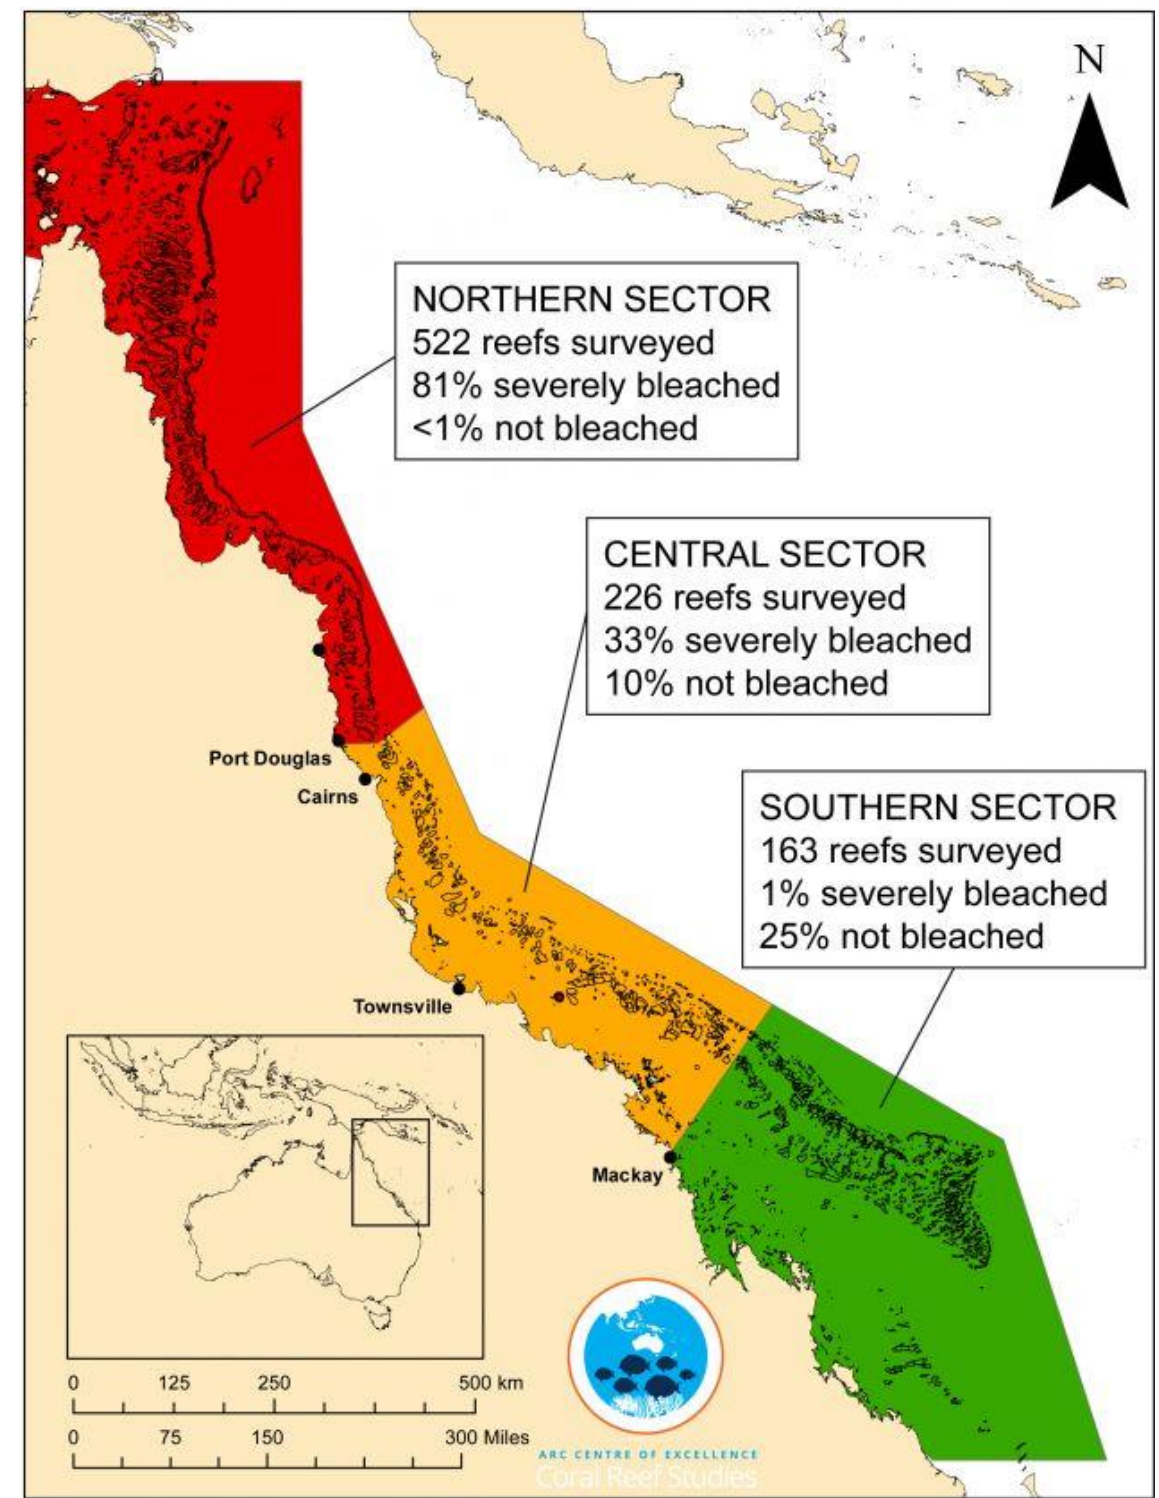 N
NORTHERN SECTOR
522 reefs surveyed
81% severely bleached
<1% not bleached
CENTRAL SECTOR
226 reefs surveyed
33% severely bleached
10% not bleached
SOUTHERN SECTOR
163 reefs surveyed
1% severely bleached
25% not bleached
Port Douglas
Cairns
Townsville
Mackay
0 125 250 500 km
0 75 150 300 Miles
ARC CENTRE OF EXCELLENCE
Coral Reef Studies